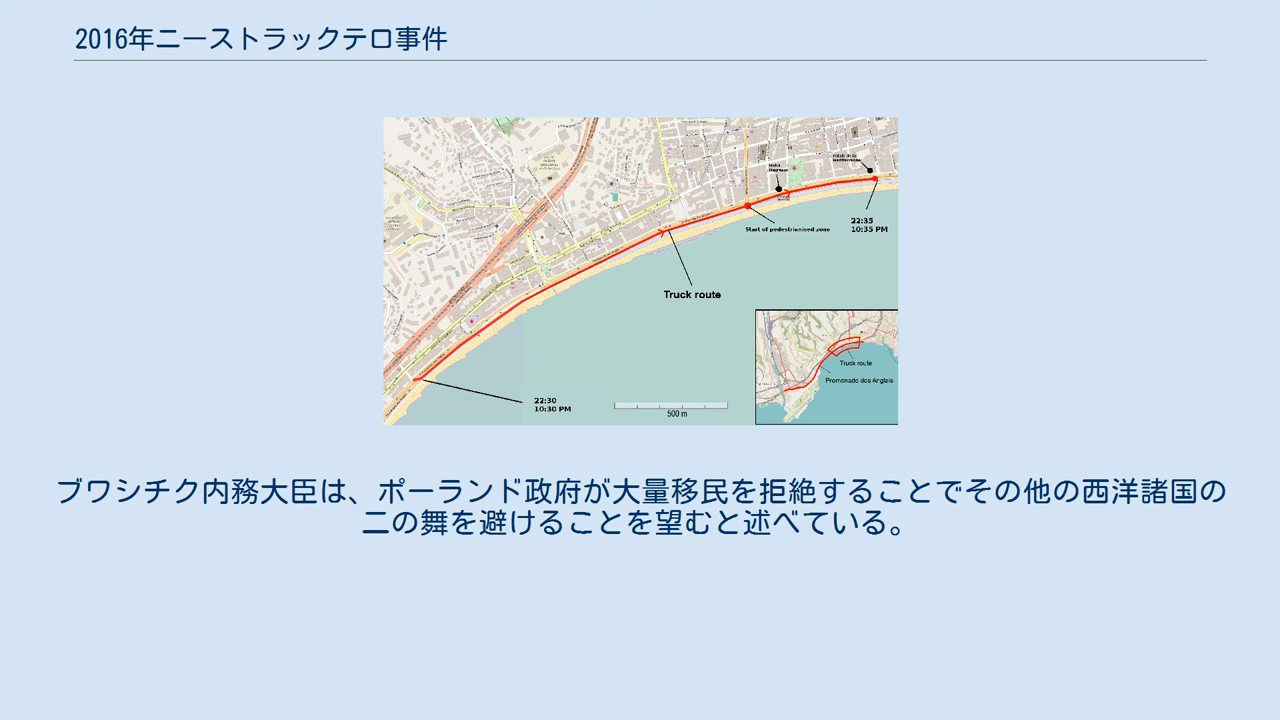 2016年ニーストラックテロ事件
22:35
10:35 PM
Start of pedestrianised zone
Truck route
Truck route
Promenade des Anglais
22:30
10:30 PM
500 m
ブワシチク内務大臣は、ポーランド政府が大量移民を拒絶することでその他の西洋諸国の
二の舞を避けることを望むと述べている。